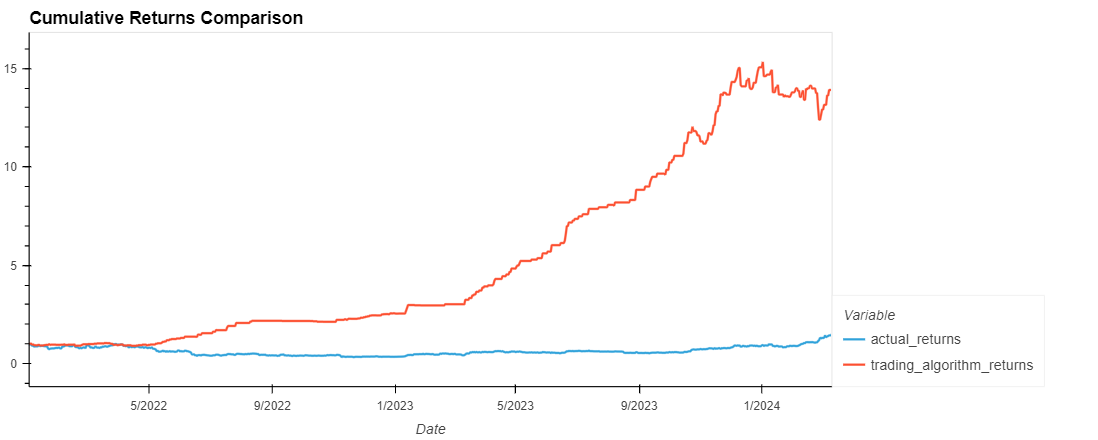 Cumulative Returns Comparison
15
10
5
0
5/2022 9/2022 1/2023 5/2023 9/2023 1/2024
Date
Variable
actual_returns
trading_algorithm_returns